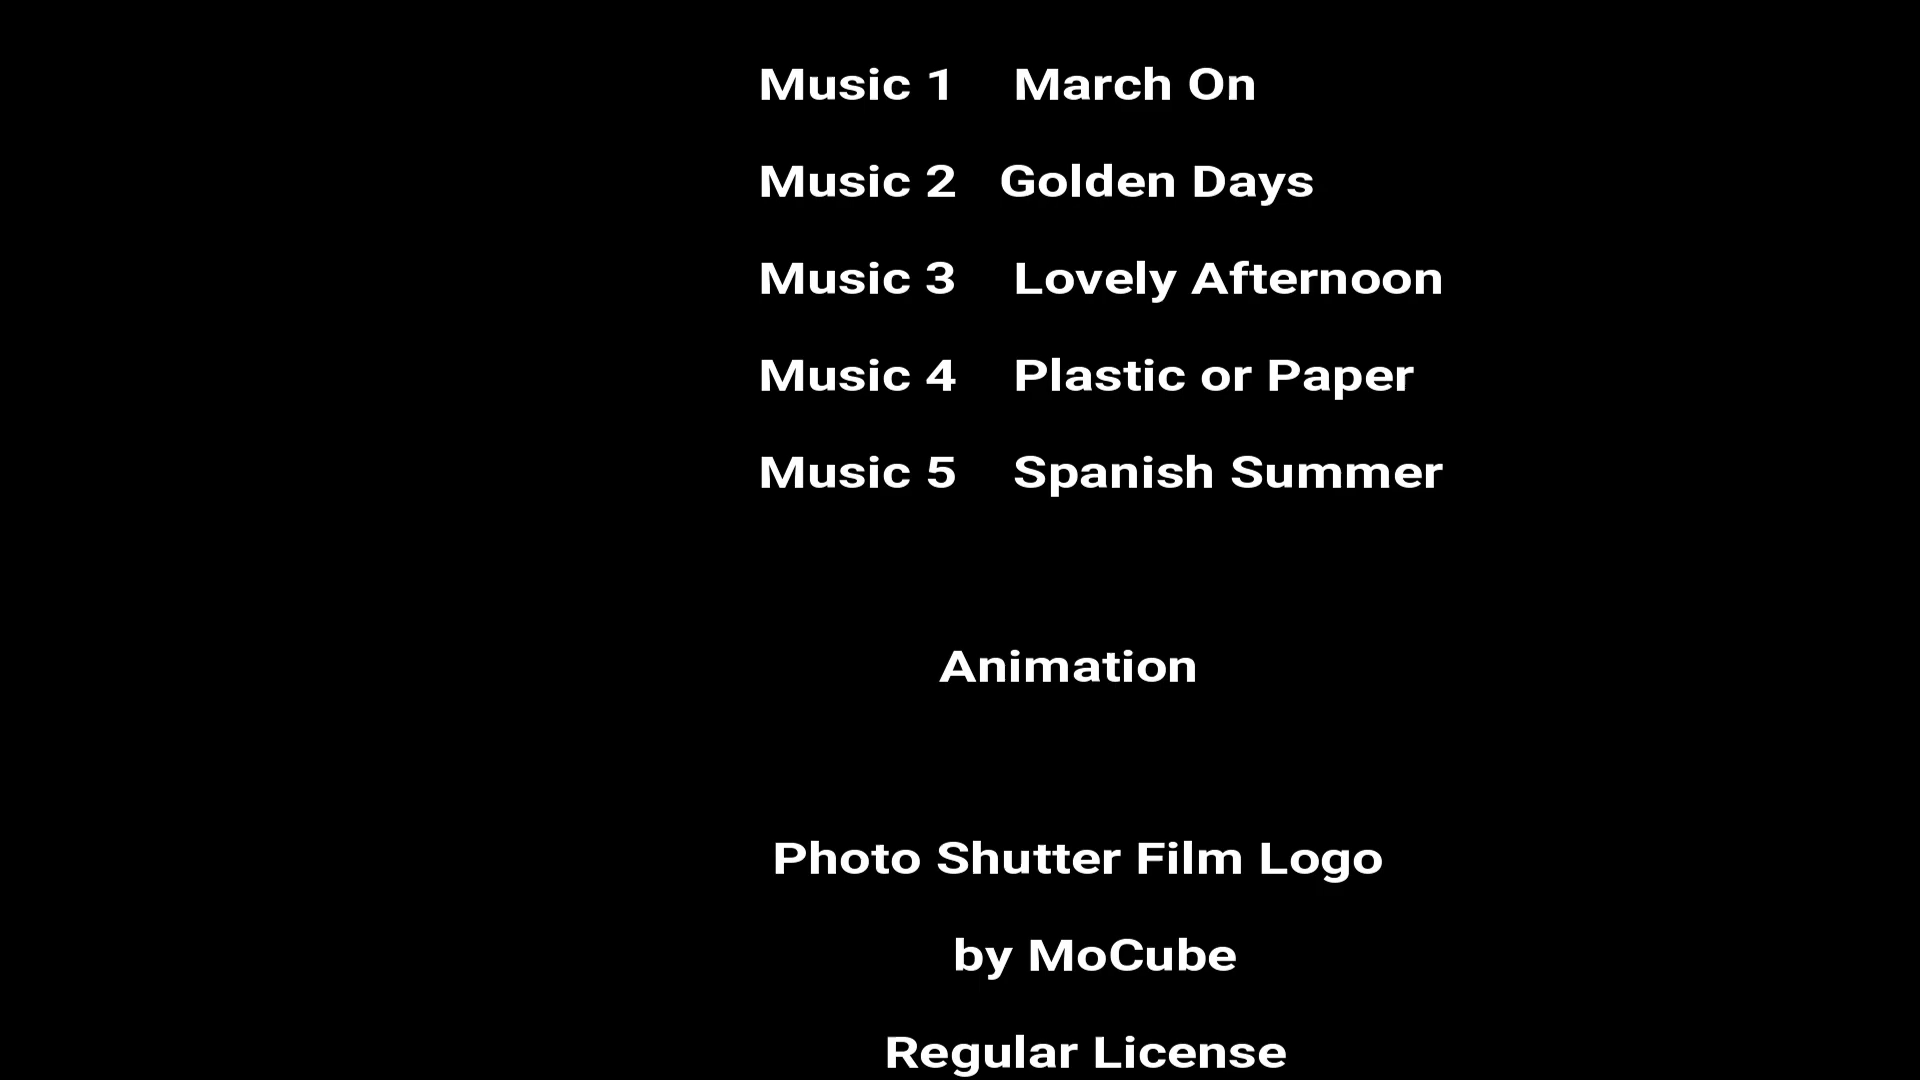 Music 1 March On
Music 2 Golden Days
Music 3 Lovely Afternoon
Music 4 Plastic or Paper
Music 5 Spanish Summer
Animation
Photo Shutter Film Logo
by MoCube
Regular License